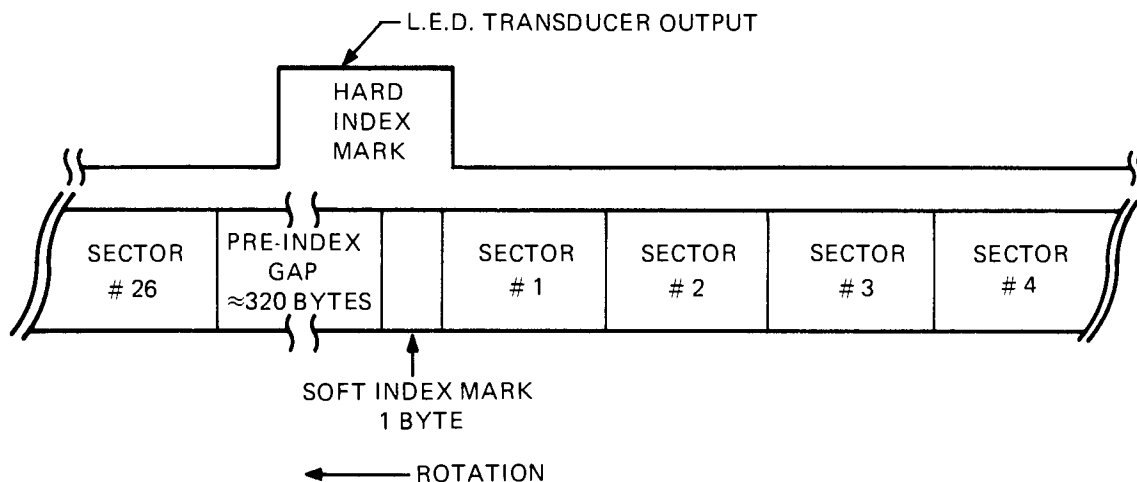 L.E.D. TRANSDUCER OUTPUT
HARD
INDEX
MARK
SECTOR
# 26
PRE-INDEX
GAP
≈320 BYTES
SECTOR
# 1
SECTOR
# 2
SECTOR
# 3
SECTOR
# 4
SOFT INDEX MARK
1 BYTE
ROTATION